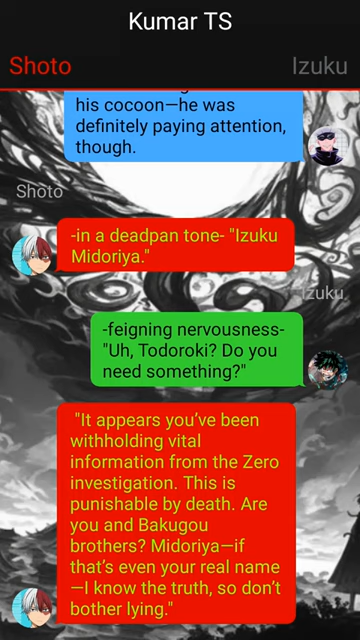 Kumar TS
Shoto
Izuku
his cocoon—he was
definitely paying attention,
though.
Shoto
-in a deadpan tone- "Izuku
Midoriya."
Izuku
-feigning nervousness-
"Uh, Todoroki? Do you
need something?"
"It appears you’ve been
withholding vital
information from the Zero
investigation. This is
punishable by death. Are
you and Bakugou
brothers? Midoriya—if
that’s even your real name
—I know the truth, so don’t
bother lying."